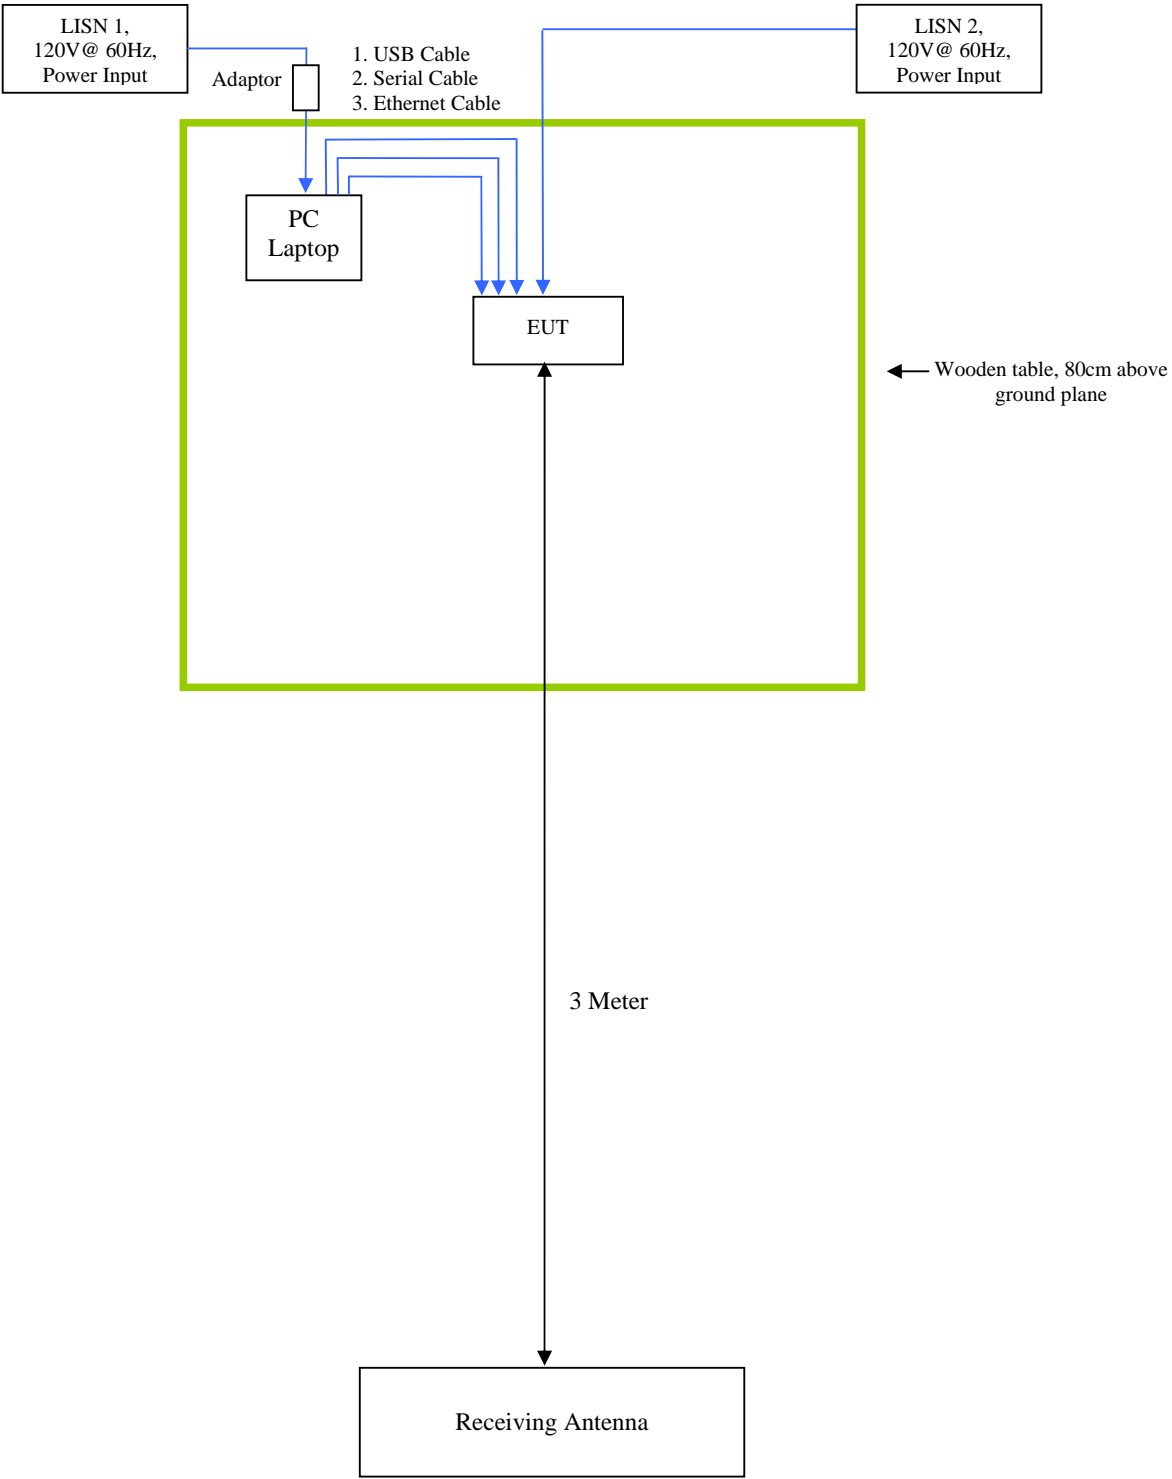 LISN 1,
120V@ 60Hz,
Power Input
Adaptor
1. USB Cable
2. Serial Cable
3. Ethernet Cable
LISN 2,
120V@ 60Hz,
Power Input
PC
Laptop
EUT
Wooden table, 80cm above
ground plane
3 Meter
Receiving Antenna